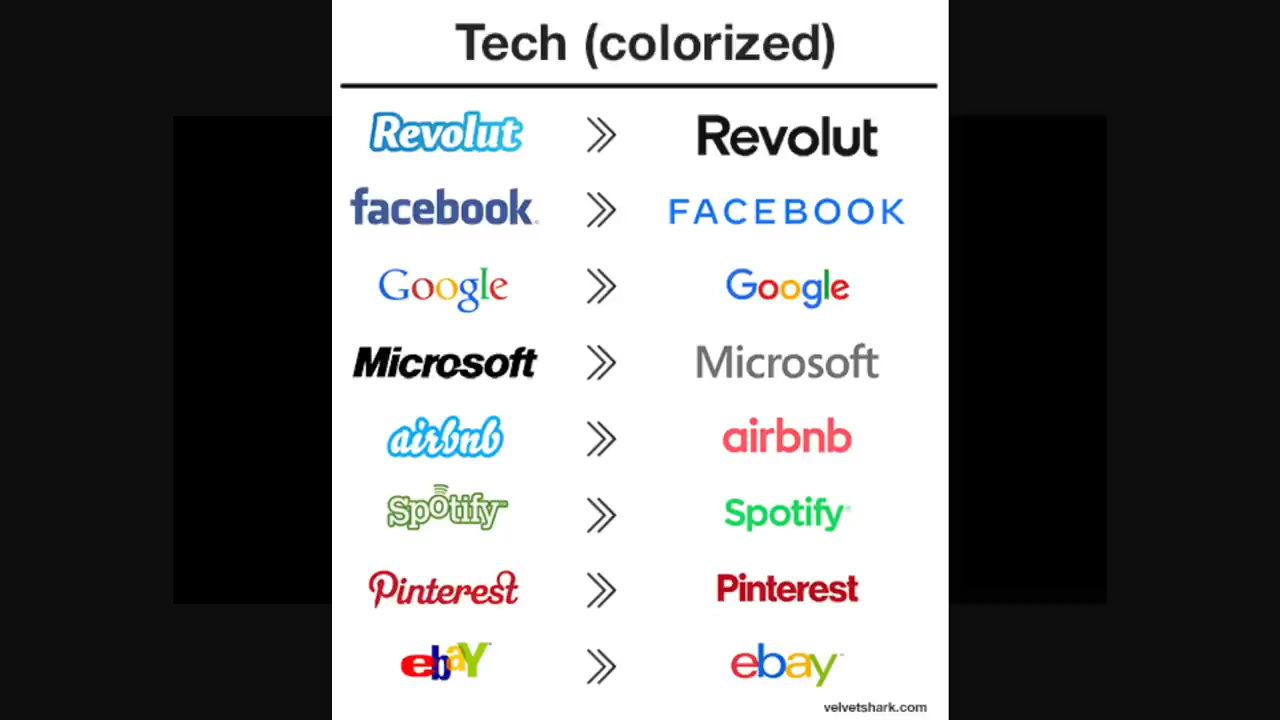 Tech (colorized)
Revolut Revolut
facebook FACEBOOK
Google Google
Microsoft Microsoft
airbnb airbnb
Spotify Spotify
Pinterest Pinterest
ebaY ebay
velvetshark.com